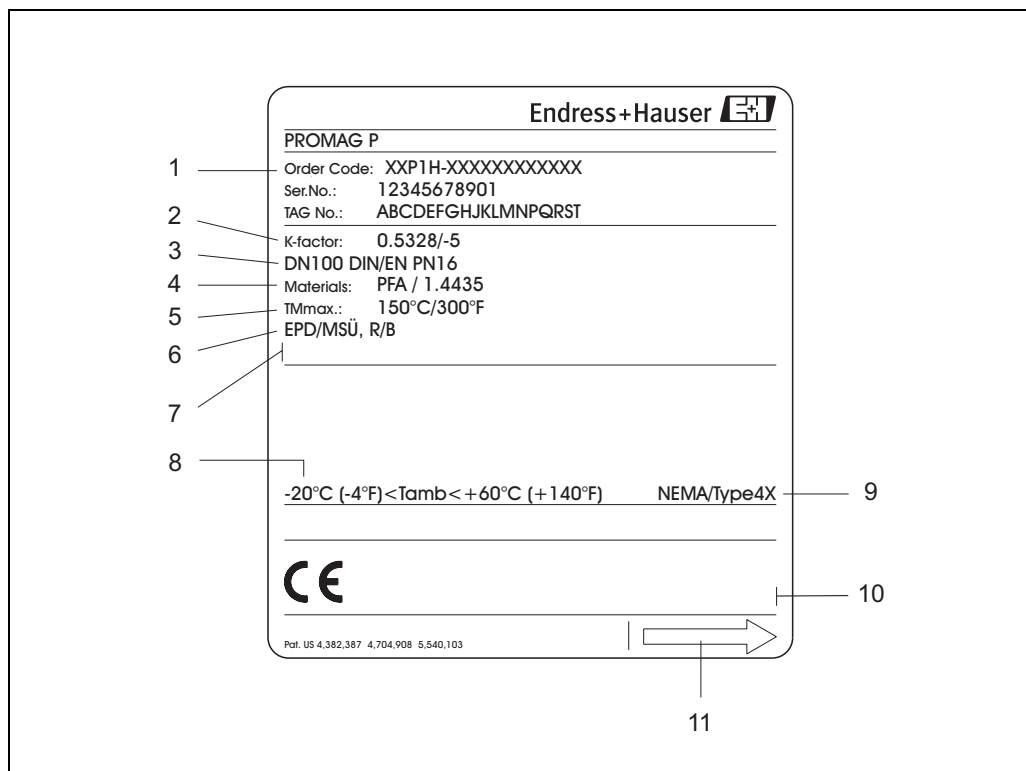 Endress+Hauser
PROMAG P
1
Order Code: XXP1H-XXXXXXXXXXXX
Ser.No.: 12345678901
TAG No.: ABCDEFGHJKLMNPQRST
2
K-factor: 0.5328/-5
3
DN100 DIN/EN PN16
4
Materials: PFA / 1.4435
5
TMmax.: 150°C/300°F
6
EPD/MSÜ, R/B
7
8
-20°C (-4°F)<Tamb<+60°C (+140°F) NEMA/Type4X
9
CE
10
Pat. US 4,382,387 4,704,908 5,540,103
11